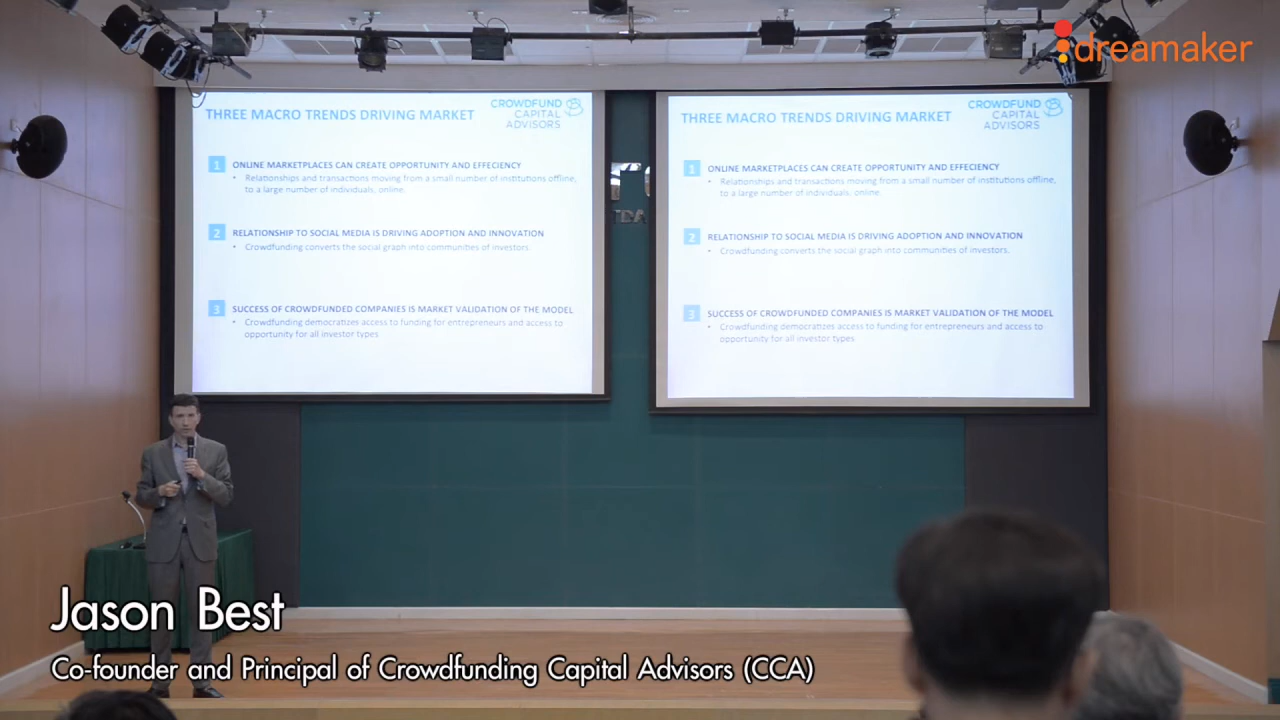 dreamaker
THREE MACRO TRENDS DRIVING MARKET
CROWDFUND
CAPITAL
ADVISORS
1 ONLINE MARKETPLACES CAN CREATE OPPORTUNITY AND EFFECIENCY
• Relationships and transactions moving from a small number of institutions offline,
to a large number of individuals, online.
2 RELATIONSHIP TO SOCIAL MEDIA IS DRIVING ADOPTION AND INNOVATION
• Crowdfunding converts the social graph into communities of investors.
3 SUCCESS OF CROWDFUNDED COMPANIES IS MARKET VALIDATION OF THE MODEL
• Crowdfunding democratizes access to funding for entrepreneurs and access to
opportunity for all investor types
THREE MACRO TRENDS DRIVING MARKET
CROWDFUND
CAPITAL
ADVISORS
1 ONLINE MARKETPLACES CAN CREATE OPPORTUNITY AND EFFECIENCY
• Relationships and transactions moving from a small number of institutions offline,
to a large number of individuals, online.
2 RELATIONSHIP TO SOCIAL MEDIA IS DRIVING ADOPTION AND INNOVATION
• Crowdfunding converts the social graph into communities of investors.
3 SUCCESS OF CROWDFUNDED COMPANIES IS MARKET VALIDATION OF THE MODEL
• Crowdfunding democratizes access to funding for entrepreneurs and access to
opportunity for all investor types
Jason Best
Co-founder and Principal of Crowdfunding Capital Advisors (CCA)